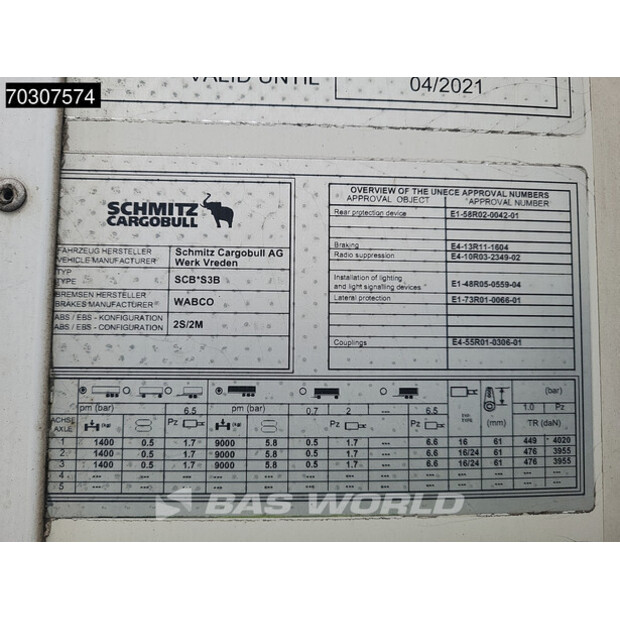 70307574
VALID UNTIL 04/2021
SCHMITZ
CARGOBULL
FAHRZEUG HERSTELLER
VEHICLE MANUFACTURER
Schmitz Cargobull AG
Werk Vreden
TYP
TYPE
SCB*S3B
BREMSEN HERSTELLER
BRAKES MANUFACTURER
WABCO
ABS / EBS - KONFIGURATION
ABS / EBS - CONFIGURATION
2S/2M
OVERVIEW OF THE UNECE APPROVAL NUMBERS
APPROVAL OBJECT APPROVAL NUMBER
Rear protection device E1-58R02-0042-01
Braking E4-13R11-1604
Radio suppression E4-10R03-2349-02
Installation of lighting
and light signalling devices E1-48R05-0559-04
Lateral protection E1-73R01-0066-01
Couplings E4-55R01-0306-01
(bar)
pm (bar) 6.5 pm (bar) 0.7 2 --- 6.5 (mm) 1.0 Pz
ACHSE
AXLE
Pz Pz TR (daN)
1 1400 0.5 1.7 9000 5.8 0.5 1.7 --- 6.6 16 61 449 4020
2 1400 0.5 1.7 9000 5.8 0.5 1.7 --- 6.6 16/24 61 476 3955
3 1400 0.5 1.7 9000 5.8 0.5 1.7 --- 6.6 16/24 61 476 3955
4 --- --- --- --- --- --- --- --- --- --- --- --- ---
5 --- --- --- --- --- --- --- --- --- --- --- --- ---
BAS WORLD